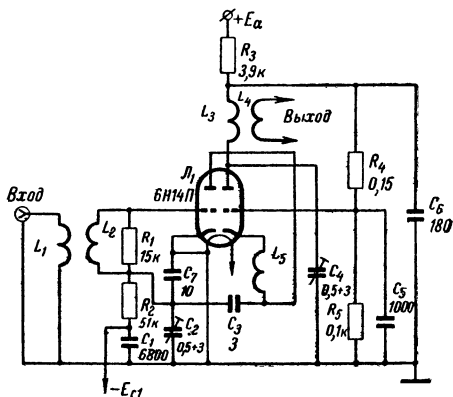 +Eа
R3
3,9к
L3
L4
Выход
Л1
6Н14П
Вход
L1
L2
R1
15к
R2
51к
C1
6800
-Ec1
C7
10
C2
0,5÷3
C3
3
L5
C4
0,5÷3
R4
0,15
R5
0,1к
C5
1000
C6
180